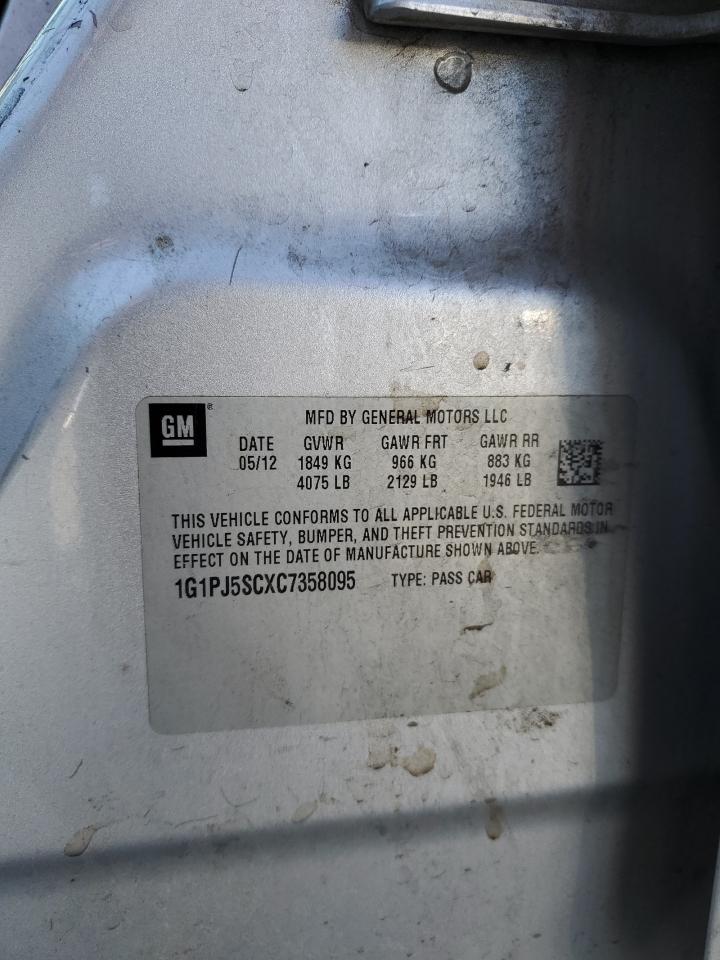 GM® MFD BY GENERAL MOTORS LLC
DATE GVWR GAWR FRT GAWR RR
05/12 1849 KG 966 KG 883 KG
4075 LB 2129 LB 1946 LB
THIS VEHICLE CONFORMS TO ALL APPLICABLE U.S. FEDERAL MOTOR
VEHICLE SAFETY, BUMPER, AND THEFT PREVENTION STANDARDS IN
EFFECT ON THE DATE OF MANUFACTURE SHOWN ABOVE.
1G1PJ5SCXC7358095 TYPE: PASS CAR